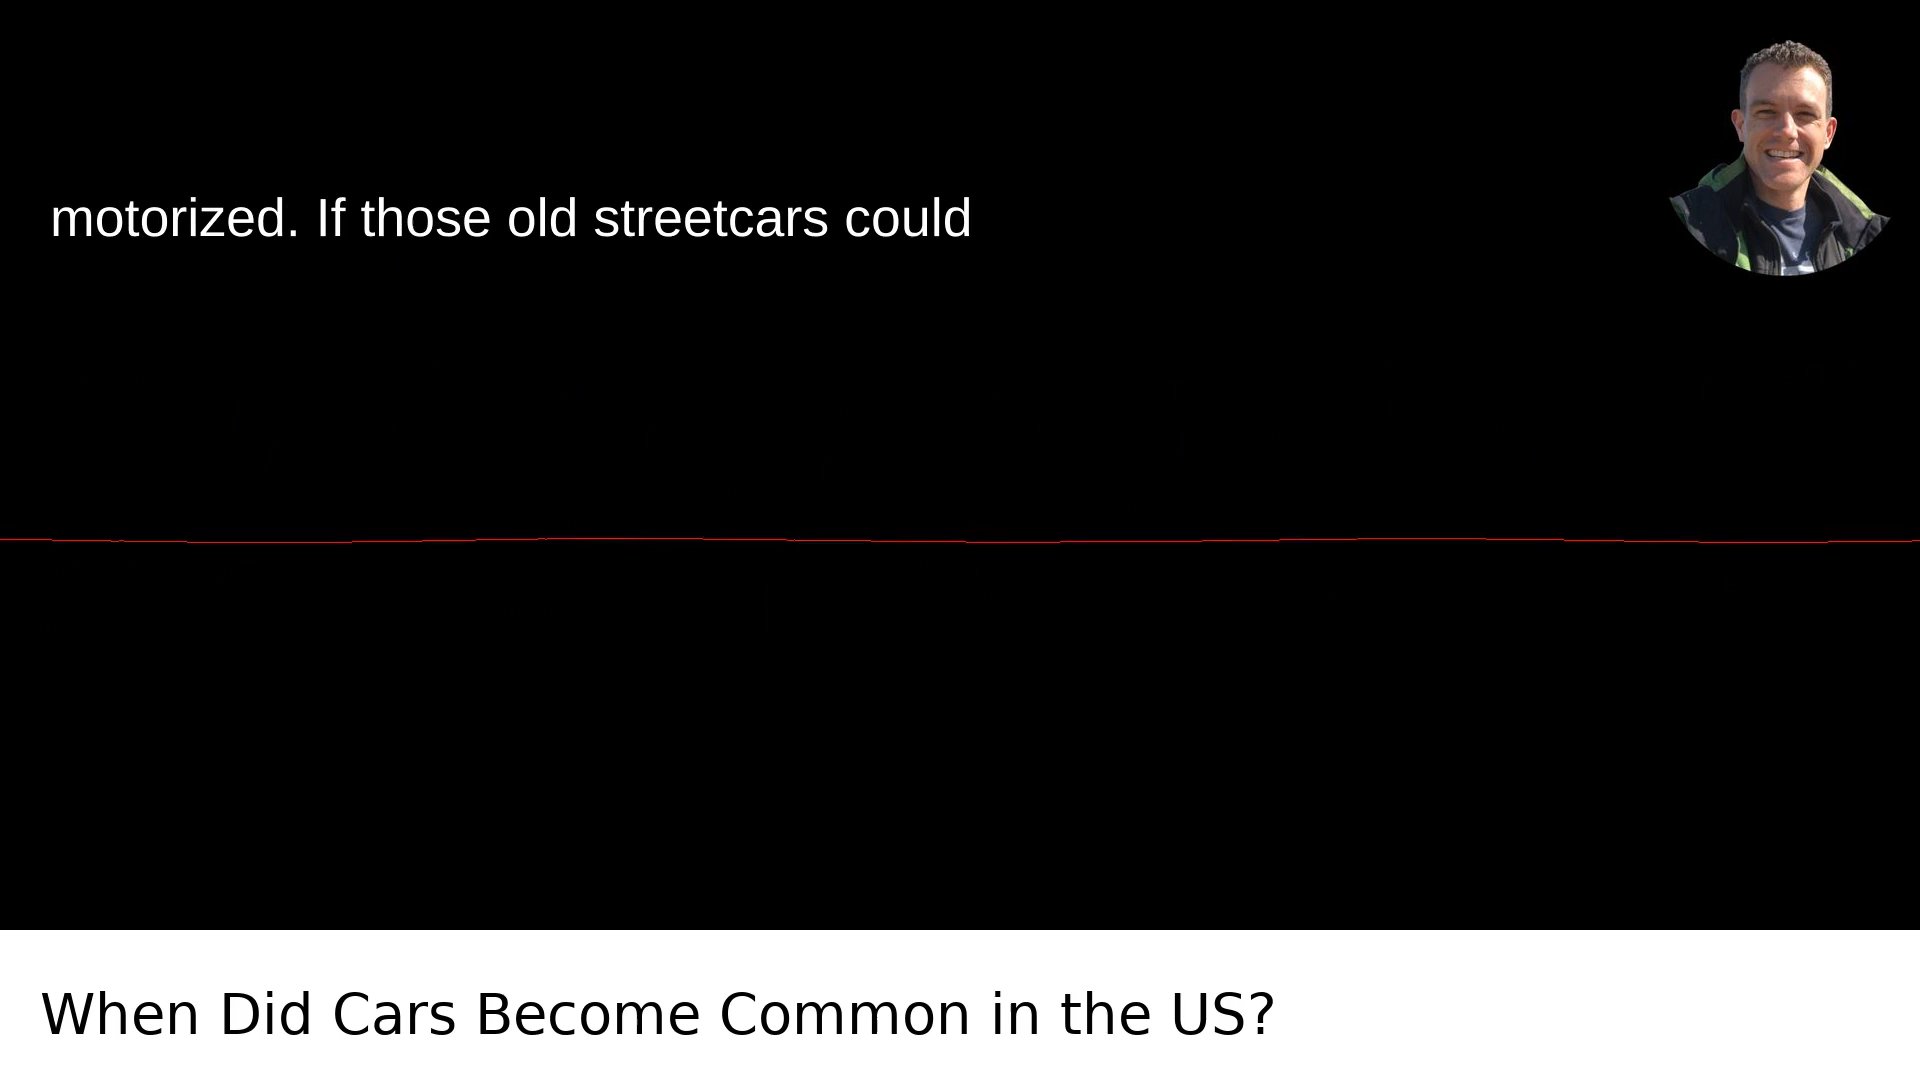 motorized. If those old streetcars could
When Did Cars Become Common in the US?